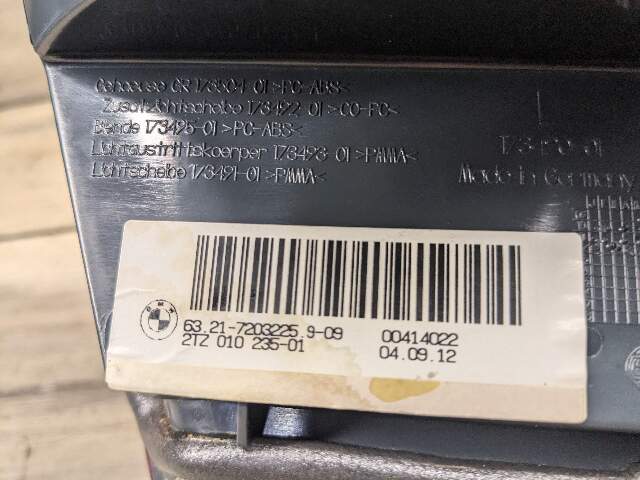 Gehaeuse GR 173504-01 >PC-ABS<
Zusatzlichtscheibe 173422 01 >CO-PC<
Blende 173495-01 >PC-ABS<
Lichtaustrittskoerper 173493-01 >PMMA<
Lichtscheibe 173491-01 >PMMA<
L
Made in Germany
BMW
63.21-7203225.9-09 00414022
2TZ 010 235-01 04.09.12